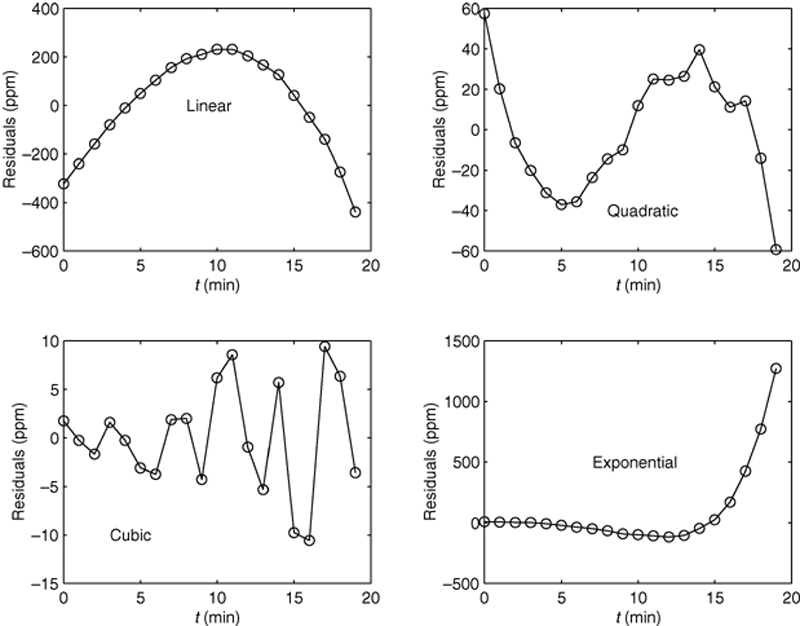 400
200
0
−200
−400
−600
Residuals (ppm)
Linear
0 5 10 15 20
t (min)
60
40
20
0
−20
−40
−60
Residuals (ppm)
Quadratic
0 5 10 15 20
t (min)
10
5
0
−5
−10
−15
Residuals (ppm)
Cubic
0 5 10 15 20
t (min)
1500
1000
500
0
−500
Residuals (ppm)
Exponential
0 5 10 15 20
t (min)